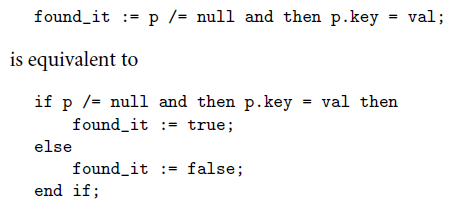 found_it := p /= null and then p.key = val;
is equivalent to
if p /= null and then p.key = val then
found_it := true;
else
found_it := false;
end if;